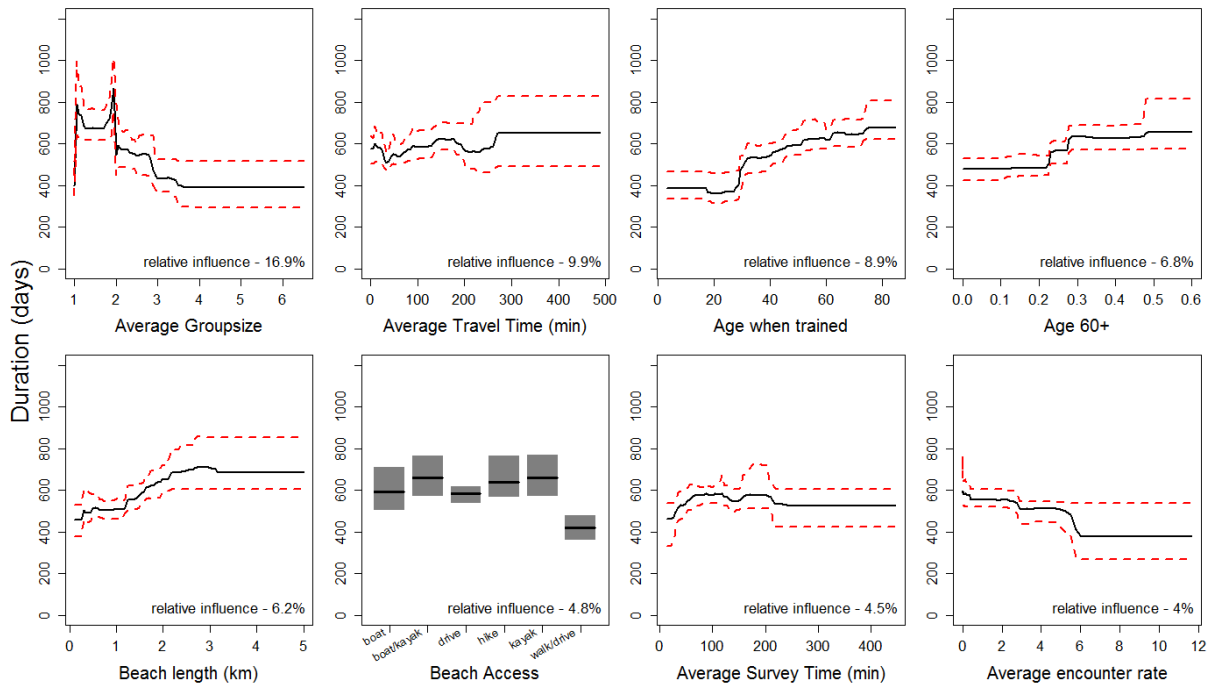 Duration (days)
0 200 400 600 800 1000
relative influence - 16.9%
1 2 3 4 5 6
Average Groupsize
0 200 400 600 800 1000
relative influence - 9.9%
0 100 200 300 400 500
Average Travel Time (min)
0 200 400 600 800 1000
relative influence - 8.9%
0 20 40 60 80
Age when trained
0 200 400 600 800 1000
relative influence - 6.8%
0.0 0.1 0.2 0.3 0.4 0.5 0.6
Age 60+
0 200 400 600 800 1000
relative influence - 6.2%
0 1 2 3 4 5
Beach length (km)
0 200 400 600 800 1000
relative influence - 4.8%
boat boat/kayak drive hike kayak walk/drive
Beach Access
0 200 400 600 800 1000
relative influence - 4.5%
0 100 200 300 400
Average Survey Time (min)
0 200 400 600 800 1000
relative influence - 4%
0 2 4 6 8 10 12
Average encounter rate